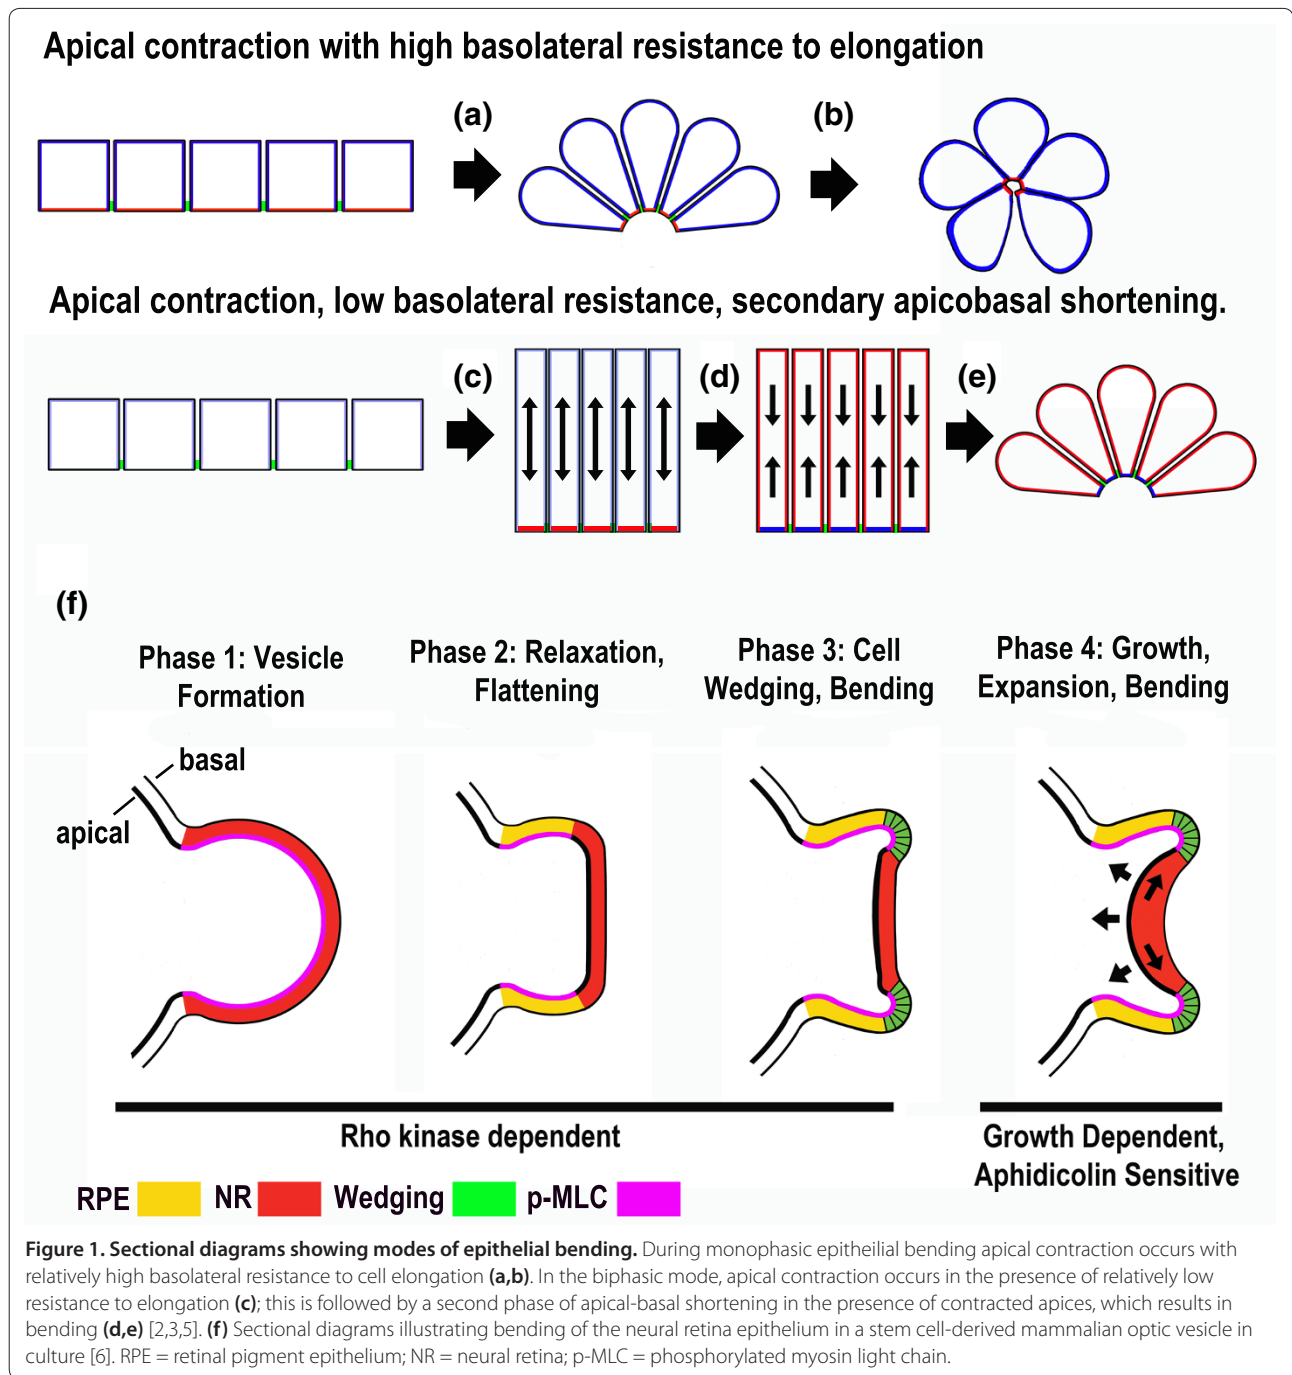 Apical contraction with high basolateral resistance to elongation
(a)
(b)
Apical contraction, low basolateral resistance, secondary apicobasal shortening.
(c)
(d)
(e)
(f)
Phase 1: Vesicle
Formation
Phase 2: Relaxation,
Flattening
Phase 3: Cell
Wedging, Bending
Phase 4: Growth,
Expansion, Bending
basal
apical
Rho kinase dependent
Growth Dependent,
Aphidicolin Sensitive
RPE NR Wedging p-MLC
Figure 1. Sectional diagrams showing modes of epithelial bending. During monophasic epitheilial bending apical contraction occurs with
relatively high basolateral resistance to cell elongation (a,b). In the biphasic mode, apical contraction occurs in the presence of relatively low
resistance to elongation (c); this is followed by a second phase of apical-basal shortening in the presence of contracted apices, which results in
bending (d,e) [2,3,5]. (f) Sectional diagrams illustrating bending of the neural retina epithelium in a stem cell-derived mammalian optic vesicle in
culture [6]. RPE = retinal pigment epithelium; NR = neural retina; p-MLC = phosphorylated myosin light chain.